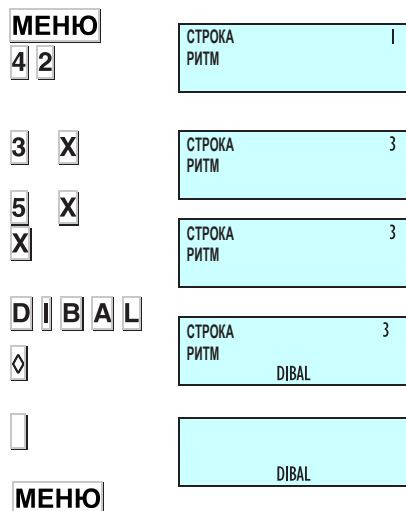 МЕНЮ
4 2
СТРОКА 1
РИТМ
3 X
СТРОКА 3
РИТМ
5 X
X
СТРОКА 3
РИТМ
D I B A L
◊
СТРОКА 3
РИТМ
DIBAL
DIBAL
МЕНЮ